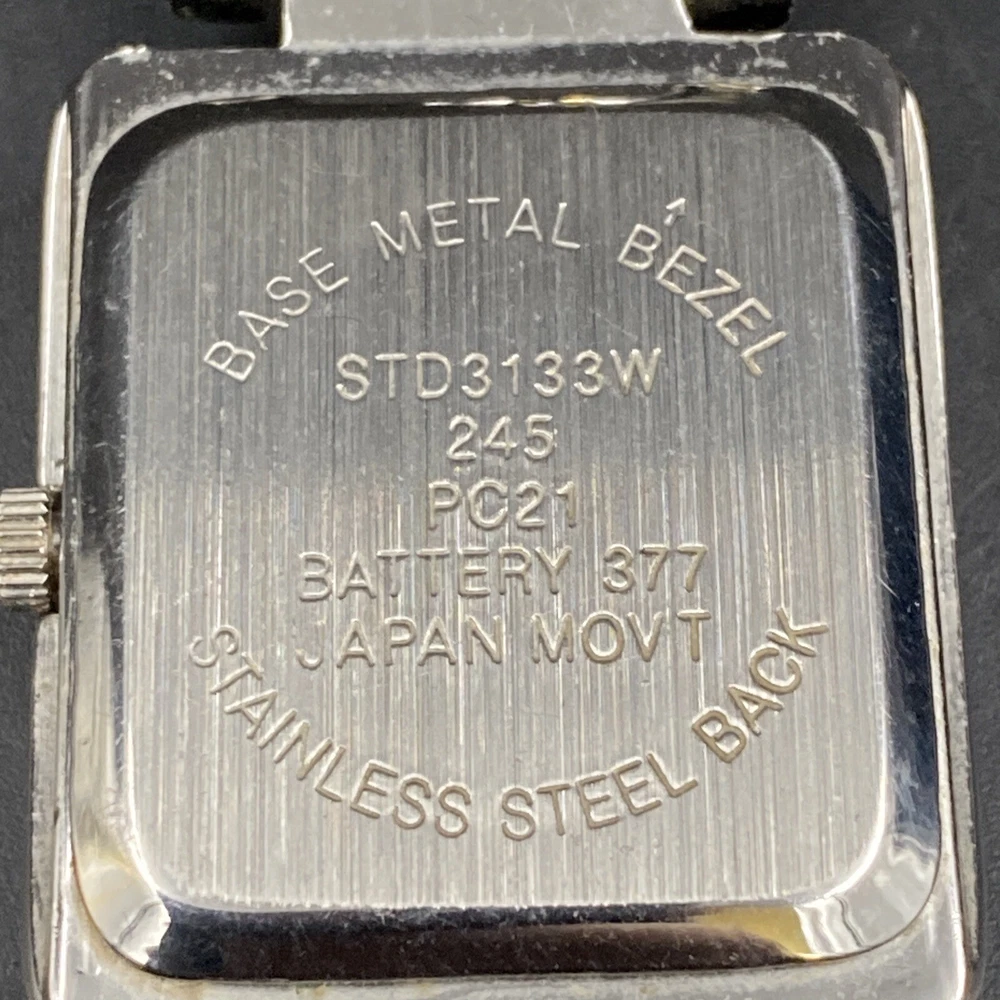 BASE METAL BEZEL
STD3133W
245
PC21
BATTERY 377
JAPAN MOVT
STAINLESS STEEL BACK